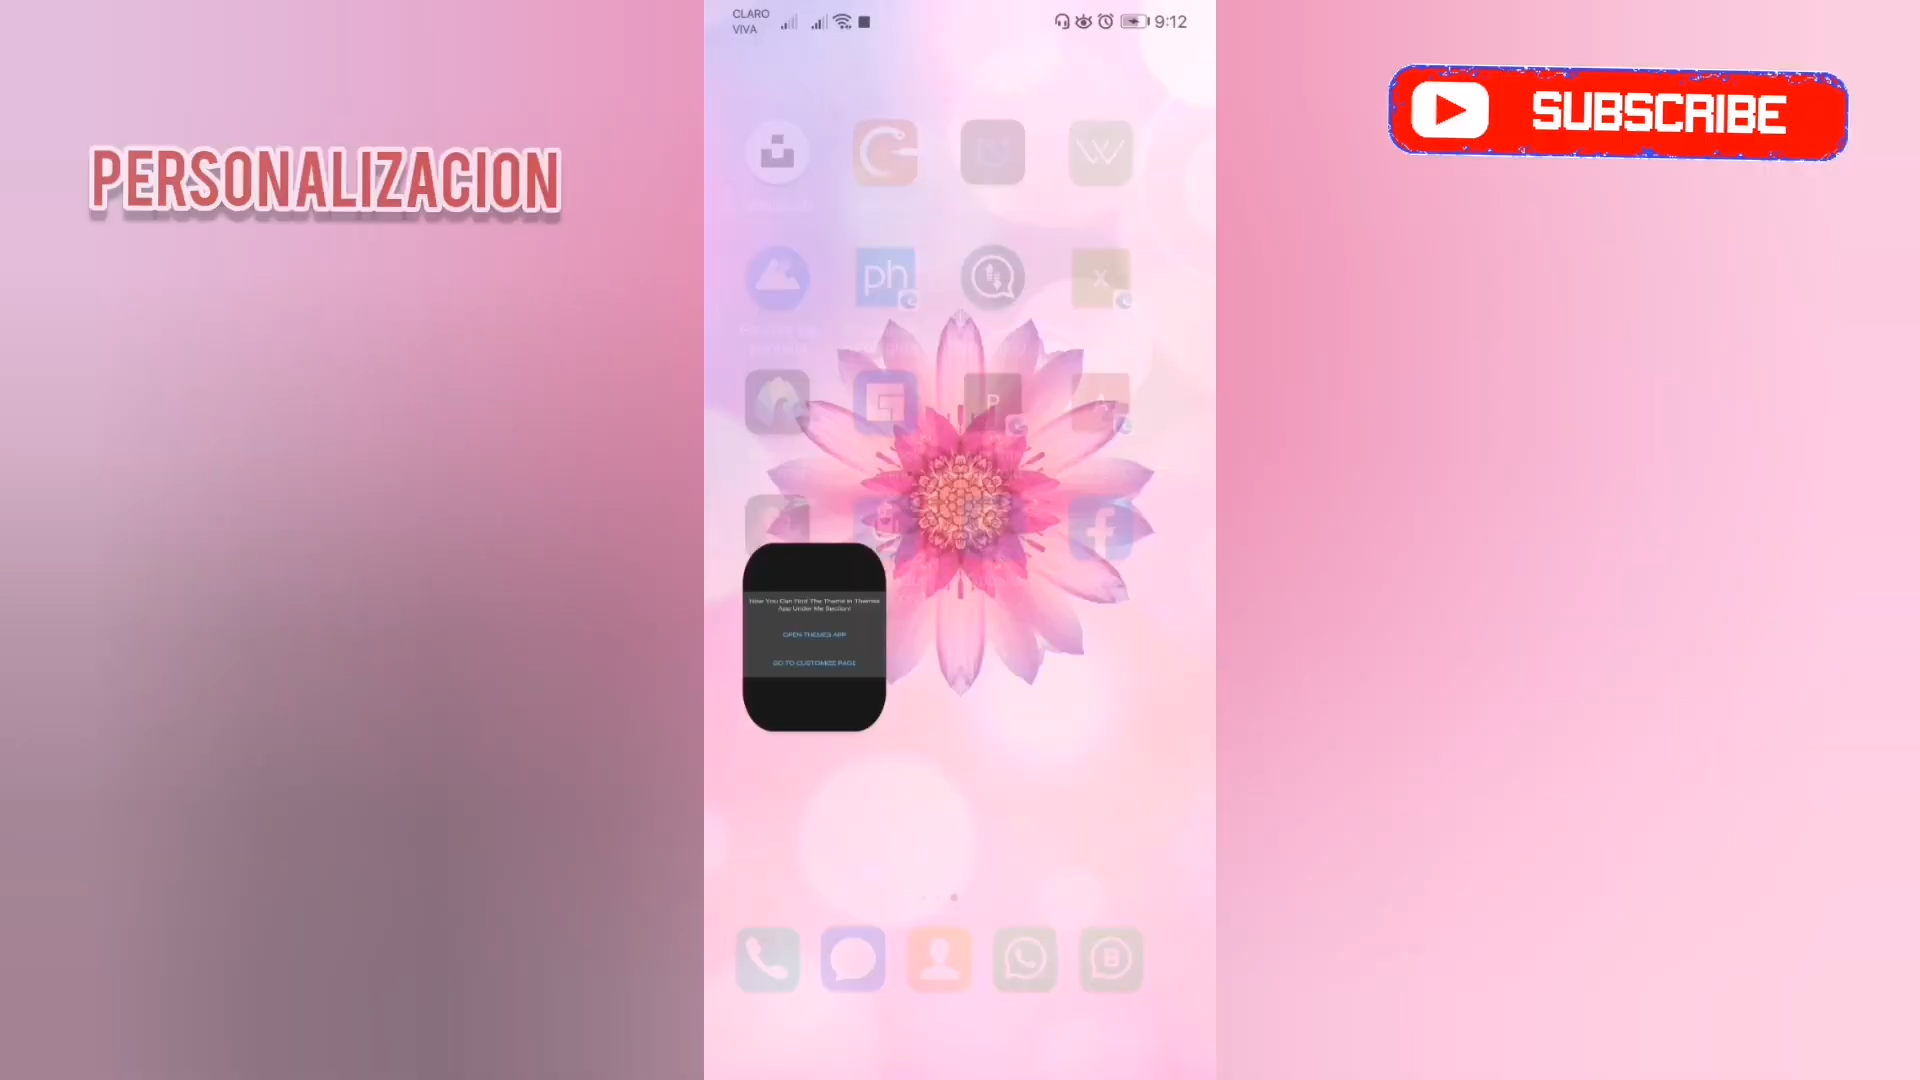 CLARO
VIVA
9:12
SUBSCRIBE
PERSONALIZACION
W
ph
X
P
A
f
Now You Can Find The Theme in Themes
App Under Me Section!
OPEN THEMES APP
GO TO CUSTOMIZE PAGE
B